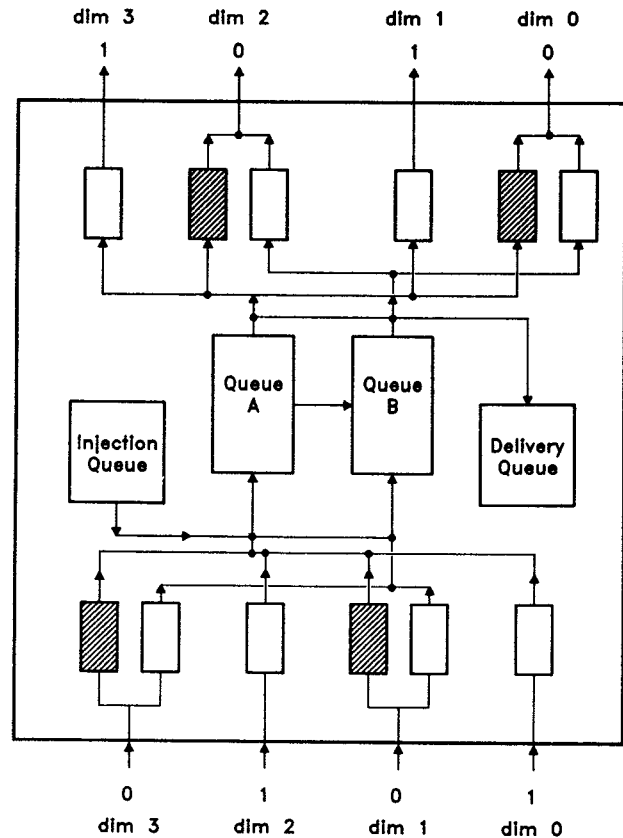 dim 3 dim 2 dim 1 dim 0
1 0 1 0
Queue A
Queue B
Injection Queue
Delivery Queue
0 1 0 1
dim 3 dim 2 dim 1 dim 0